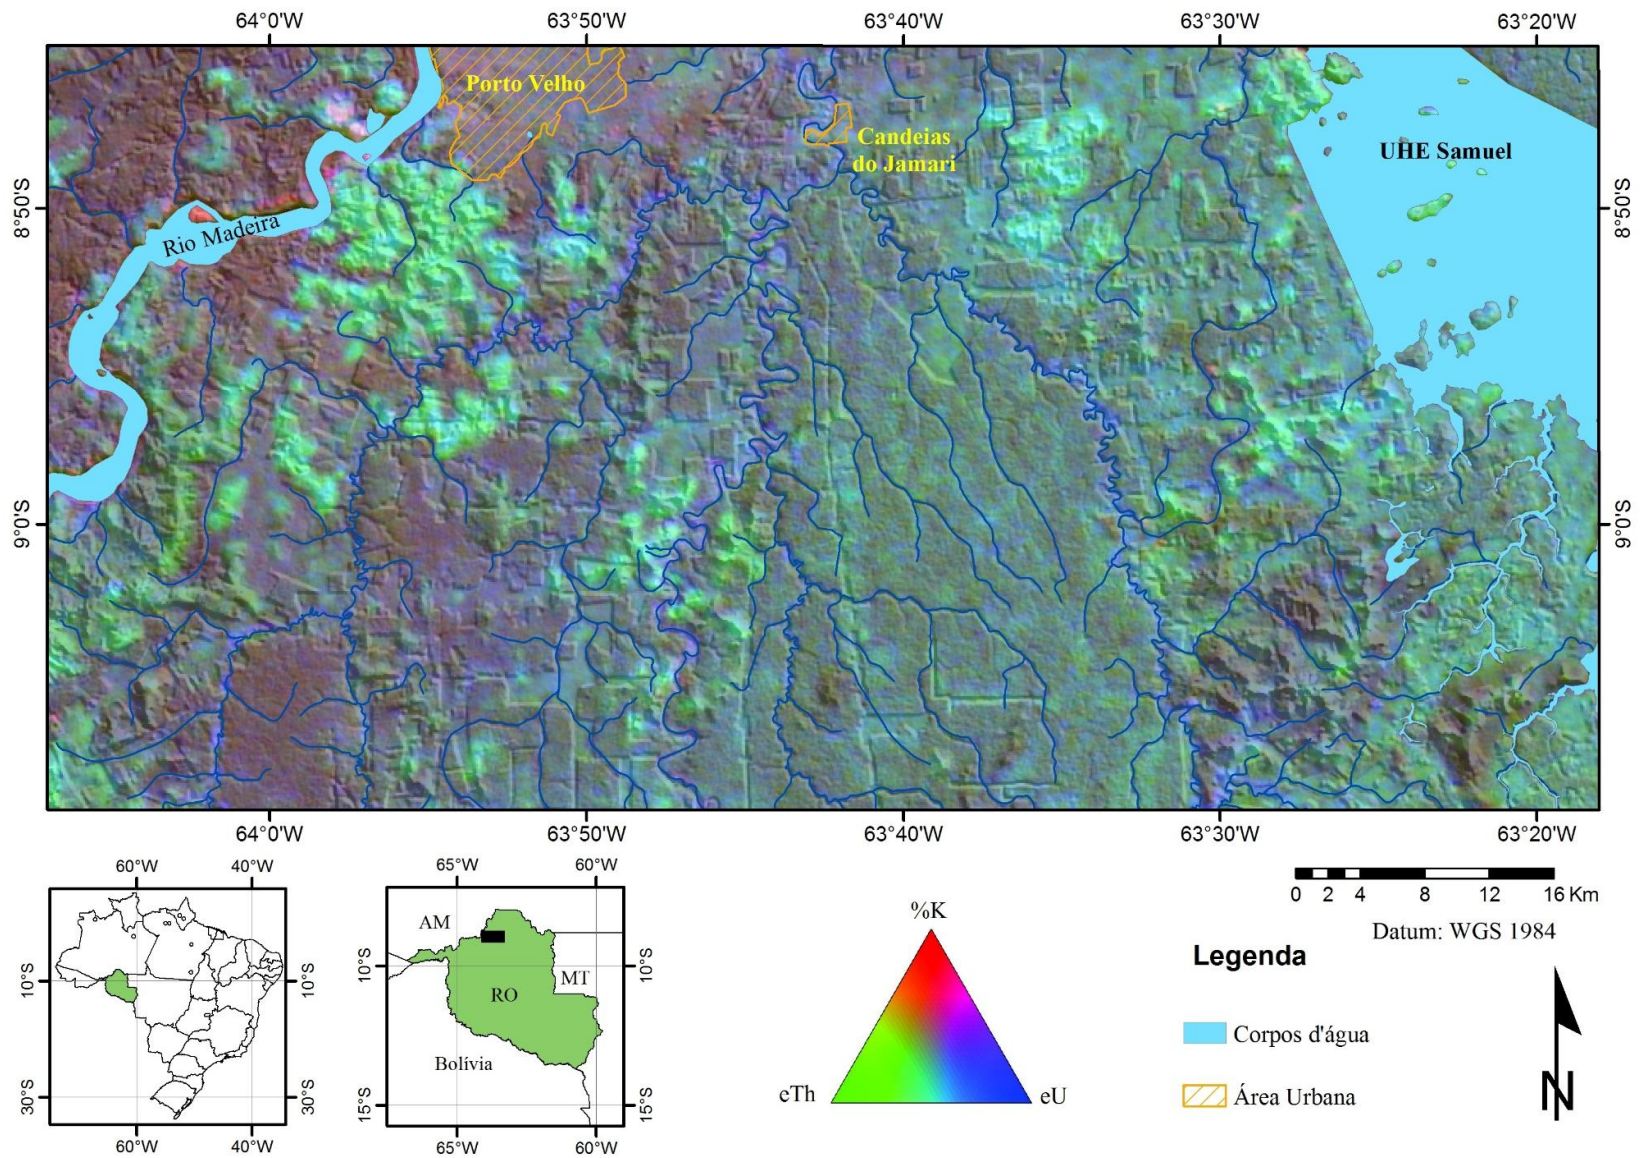 64°0'W 63°50'W 63°40'W 63°30'W 63°20'W
Porto Velho
Candeias
do Jamari
UHE Samuel
8°50'S 8°50'S
Rio Madeira
9°0'S 9°0'S
64°0'W 63°50'W 63°40'W 63°30'W 63°20'W
60°W 40°W
10°S 10°S
30°S 30°S
60°W 40°W
65°W 60°W
AM
10°S 10°S
MT
RO
Bolívia
15°S 15°S
65°W 60°W
%K
eTh eU
0 2 4 8 12 16 Km
Datum: WGS 1984
Legenda
Corpos d'água
Área Urbana
N